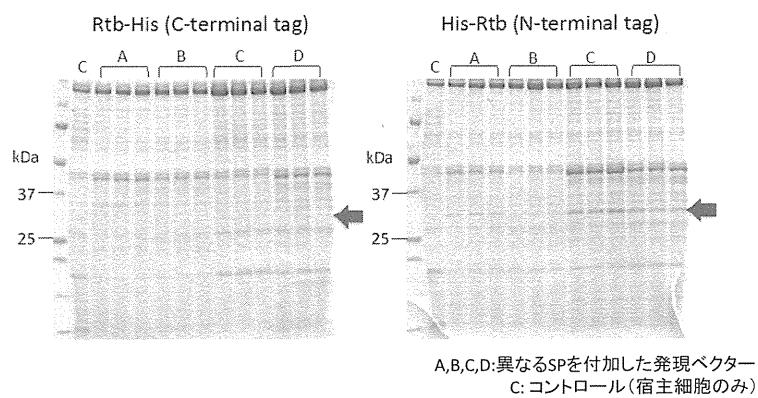 Rtb-His (C-terminal tag)
C A B C D
kDa
37
25
His-Rtb (N-terminal tag)
C A B C D
kDa
37
25
A,B,C,D:異なるSPを付加した発現ベクター
C: コントロール(宿主細胞のみ)